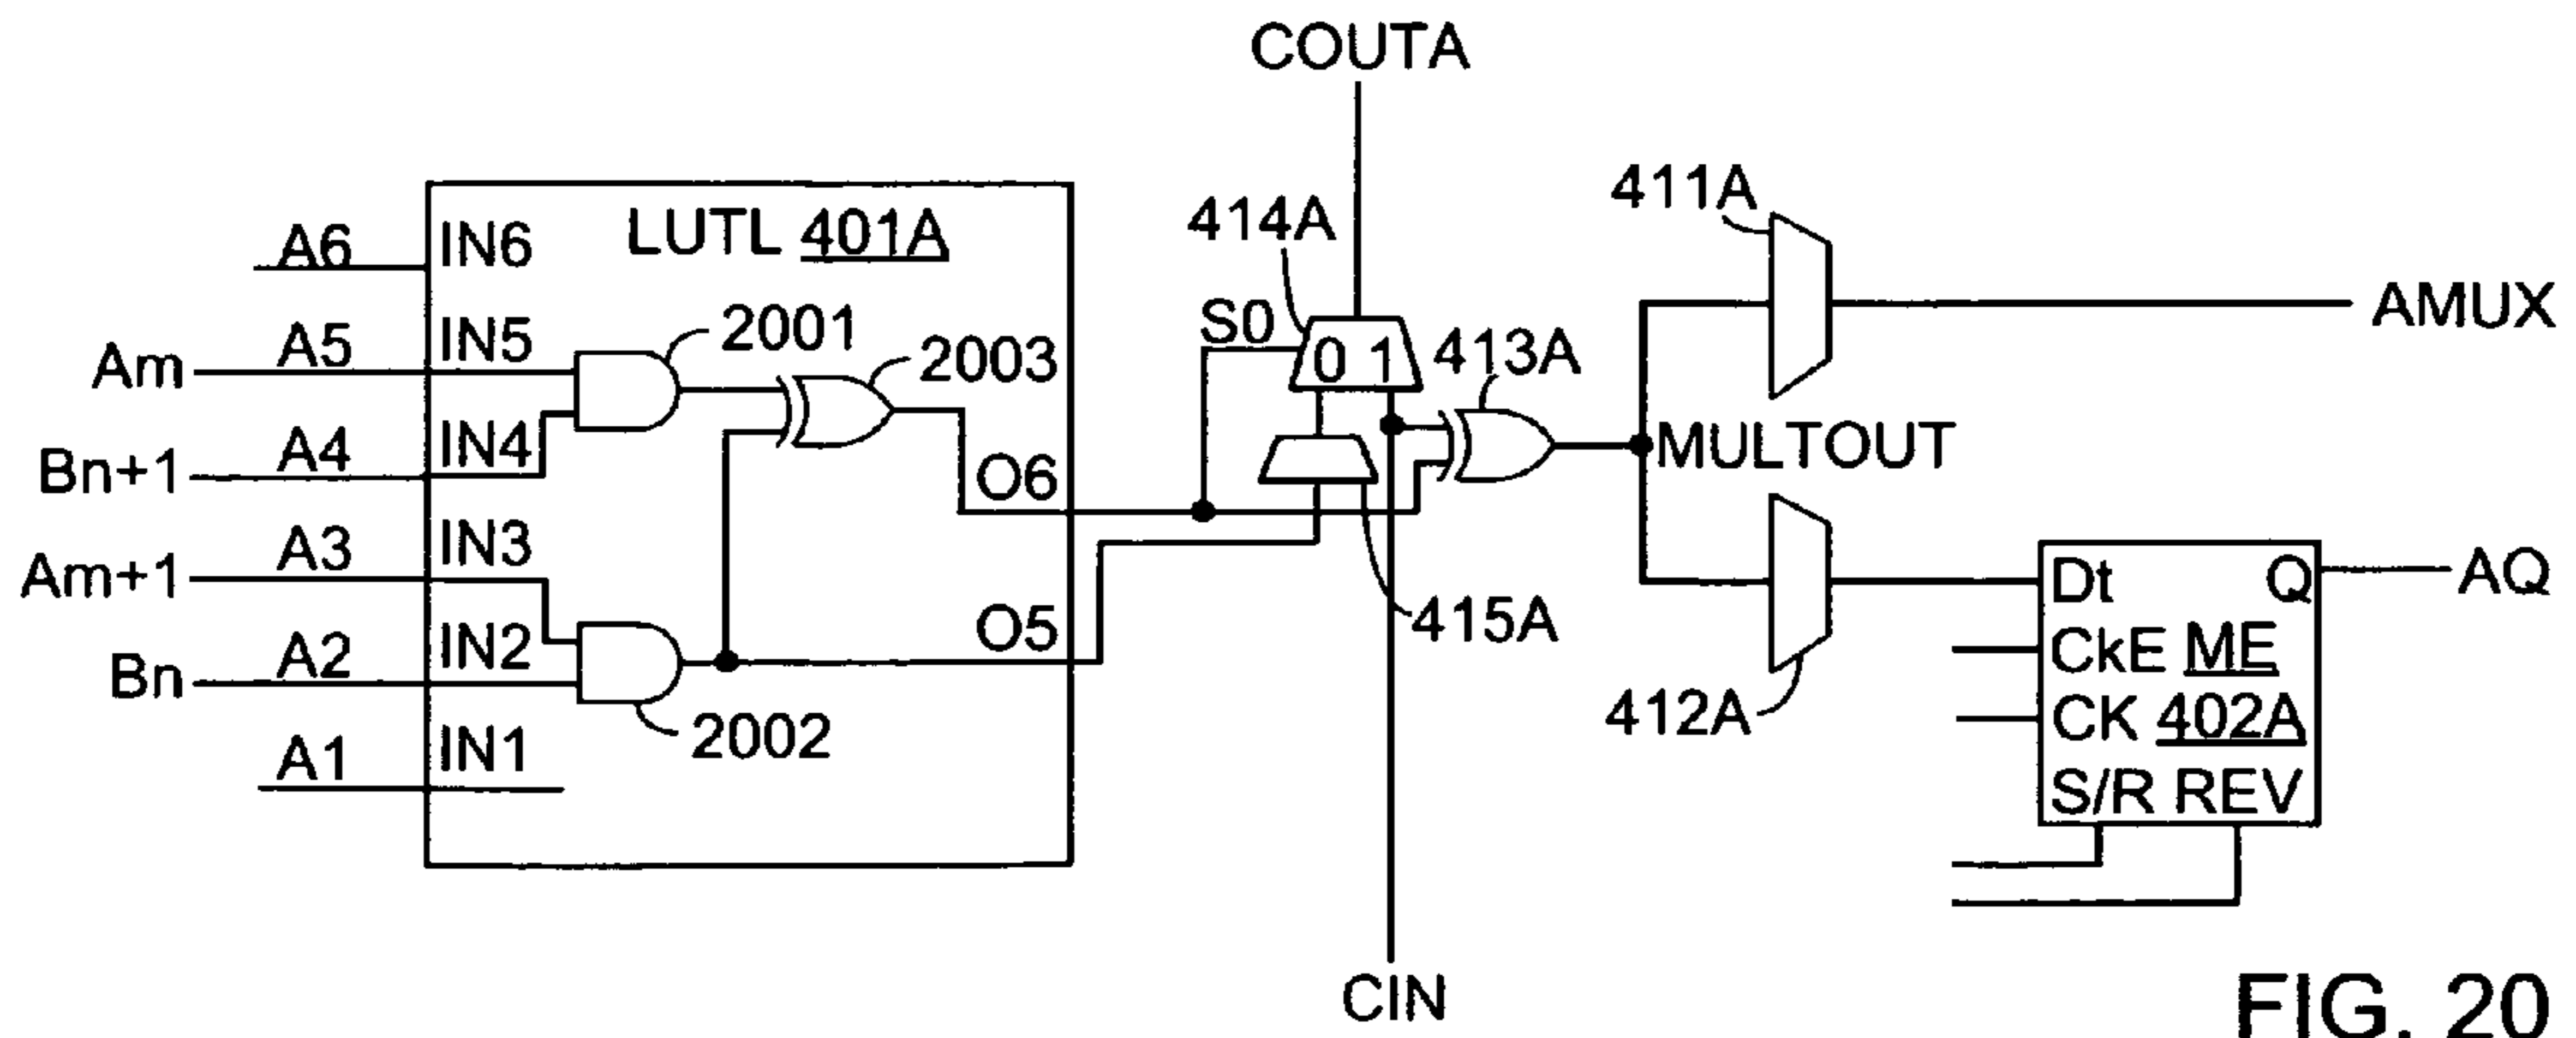 COUTA
411A
414A
A6 IN6 LUTL 401A
S0
AMUX
Am A5 IN5 2001
2003
0 1 413A
Bn+1 A4 IN4
O6
MULTOUT
Am+1 A3 IN3
Dt Q AQ
O5
415A
Bn A2 IN2
CkE ME
2002
412A
CK 402A
A1 IN1
S/R REV
CIN
FIG. 20